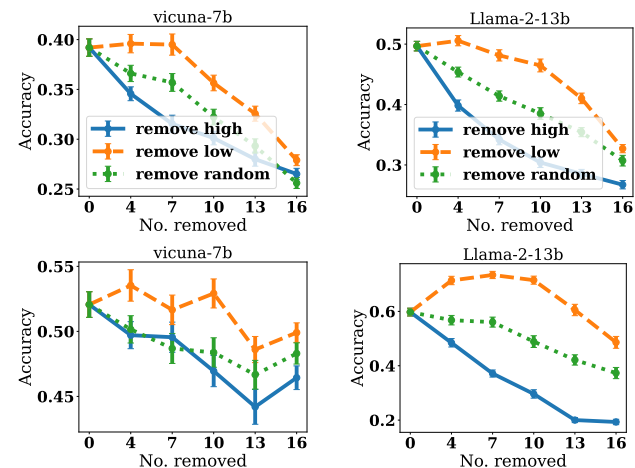 vicuna-7b
0.40
0.35
0.30
0.25
Accuracy
remove high
remove low
remove random
0 4 7 10 13 16
No. removed
Llama-2-13b
0.5
0.4
0.3
Accuracy
remove high
remove low
remove random
0 4 7 10 13 16
No. removed
vicuna-7b
0.55
0.50
0.45
Accuracy
0 4 7 10 13 16
No. removed
Llama-2-13b
0.6
0.4
0.2
Accuracy
0 4 7 10 13 16
No. removed